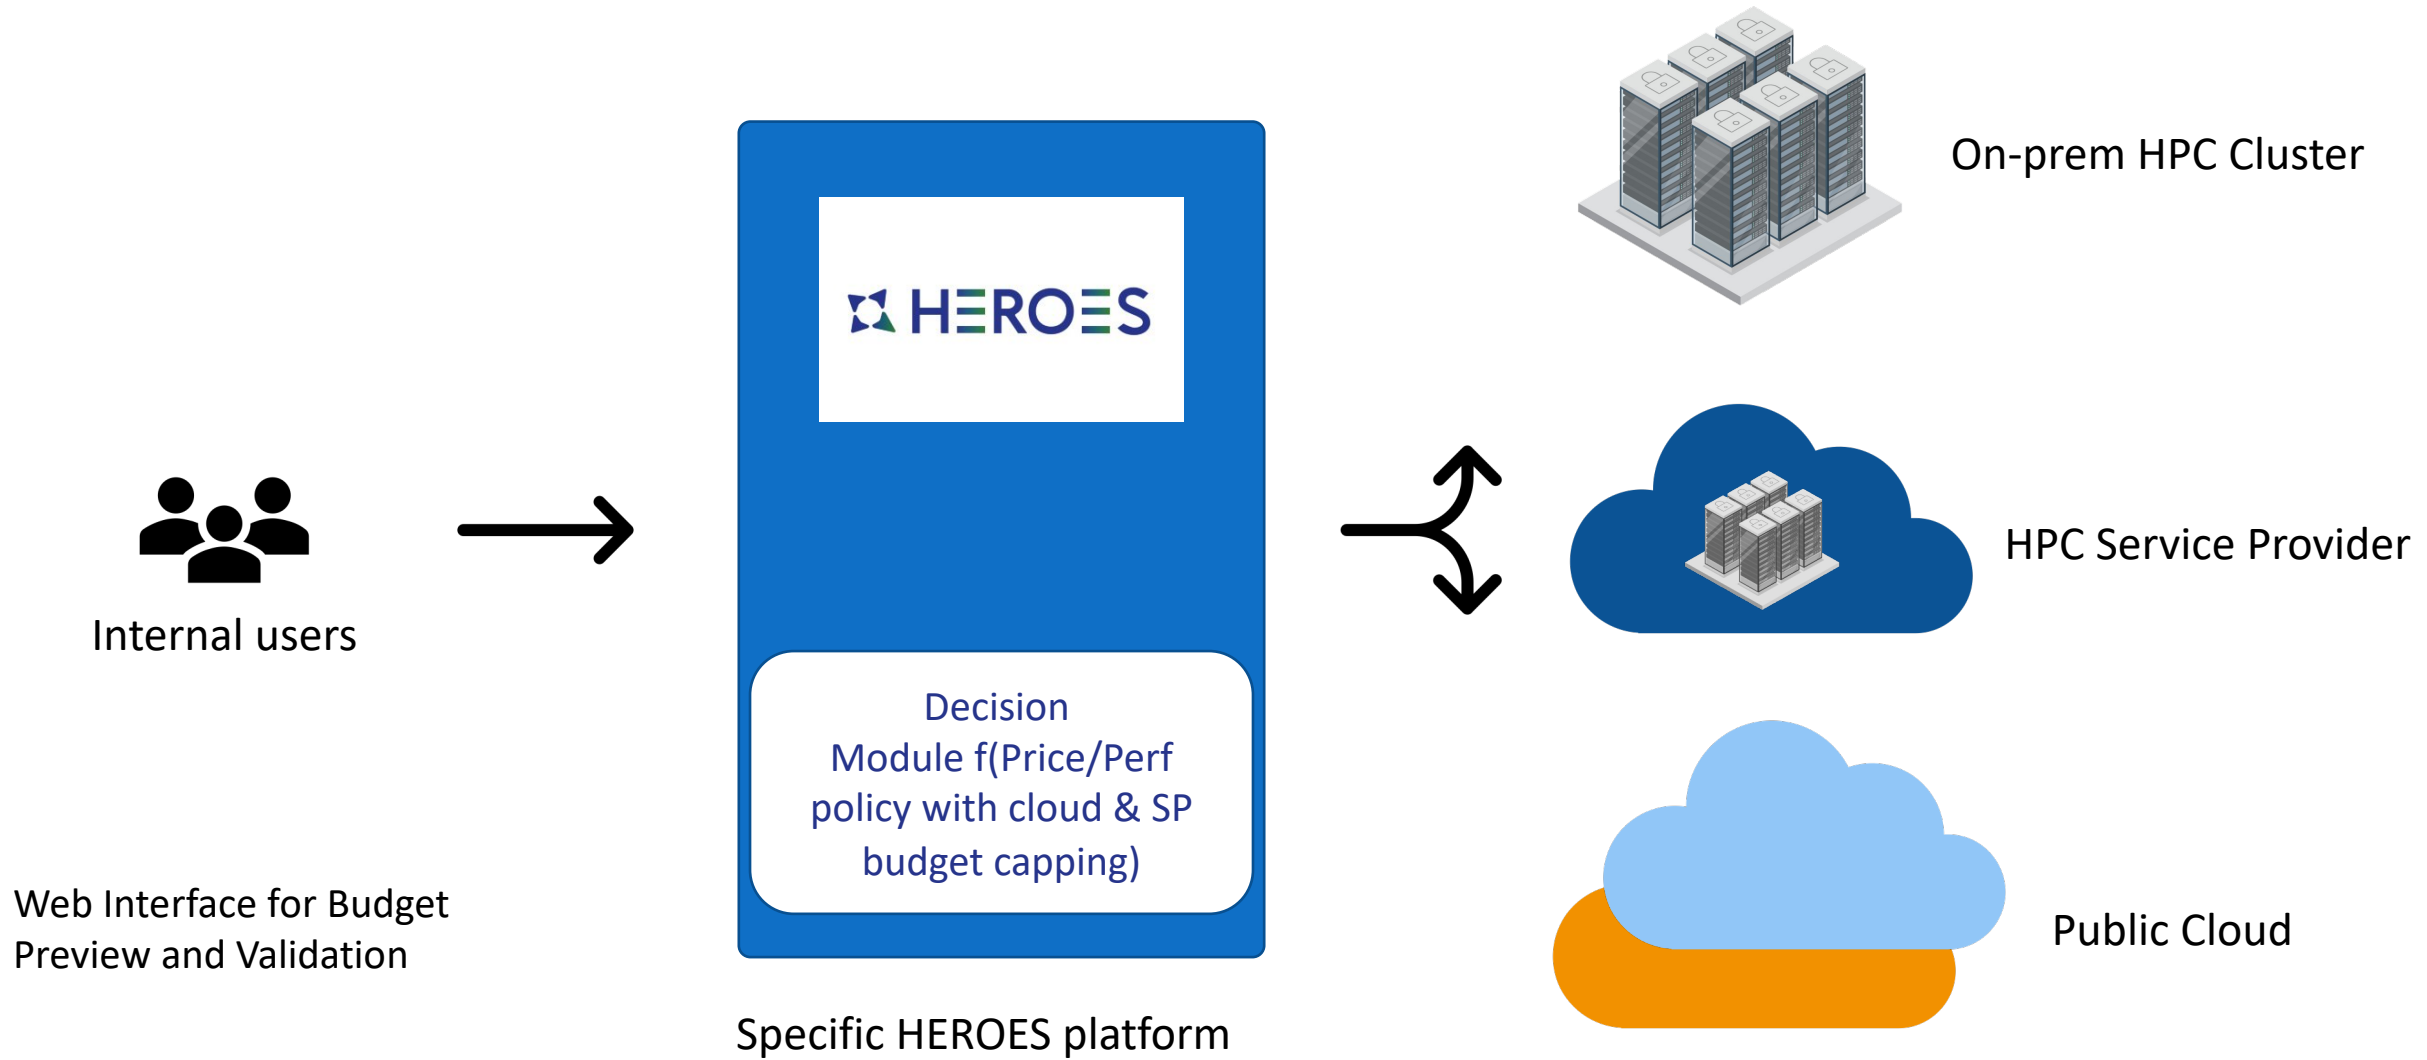 On-prem HPC Cluster
HEROES
HPC Service Provider
Internal users
Decision
Module f(Price/Perf
policy with cloud & SP
budget capping)
Web Interface for Budget
Preview and Validation
Public Cloud
Specific HEROES platform